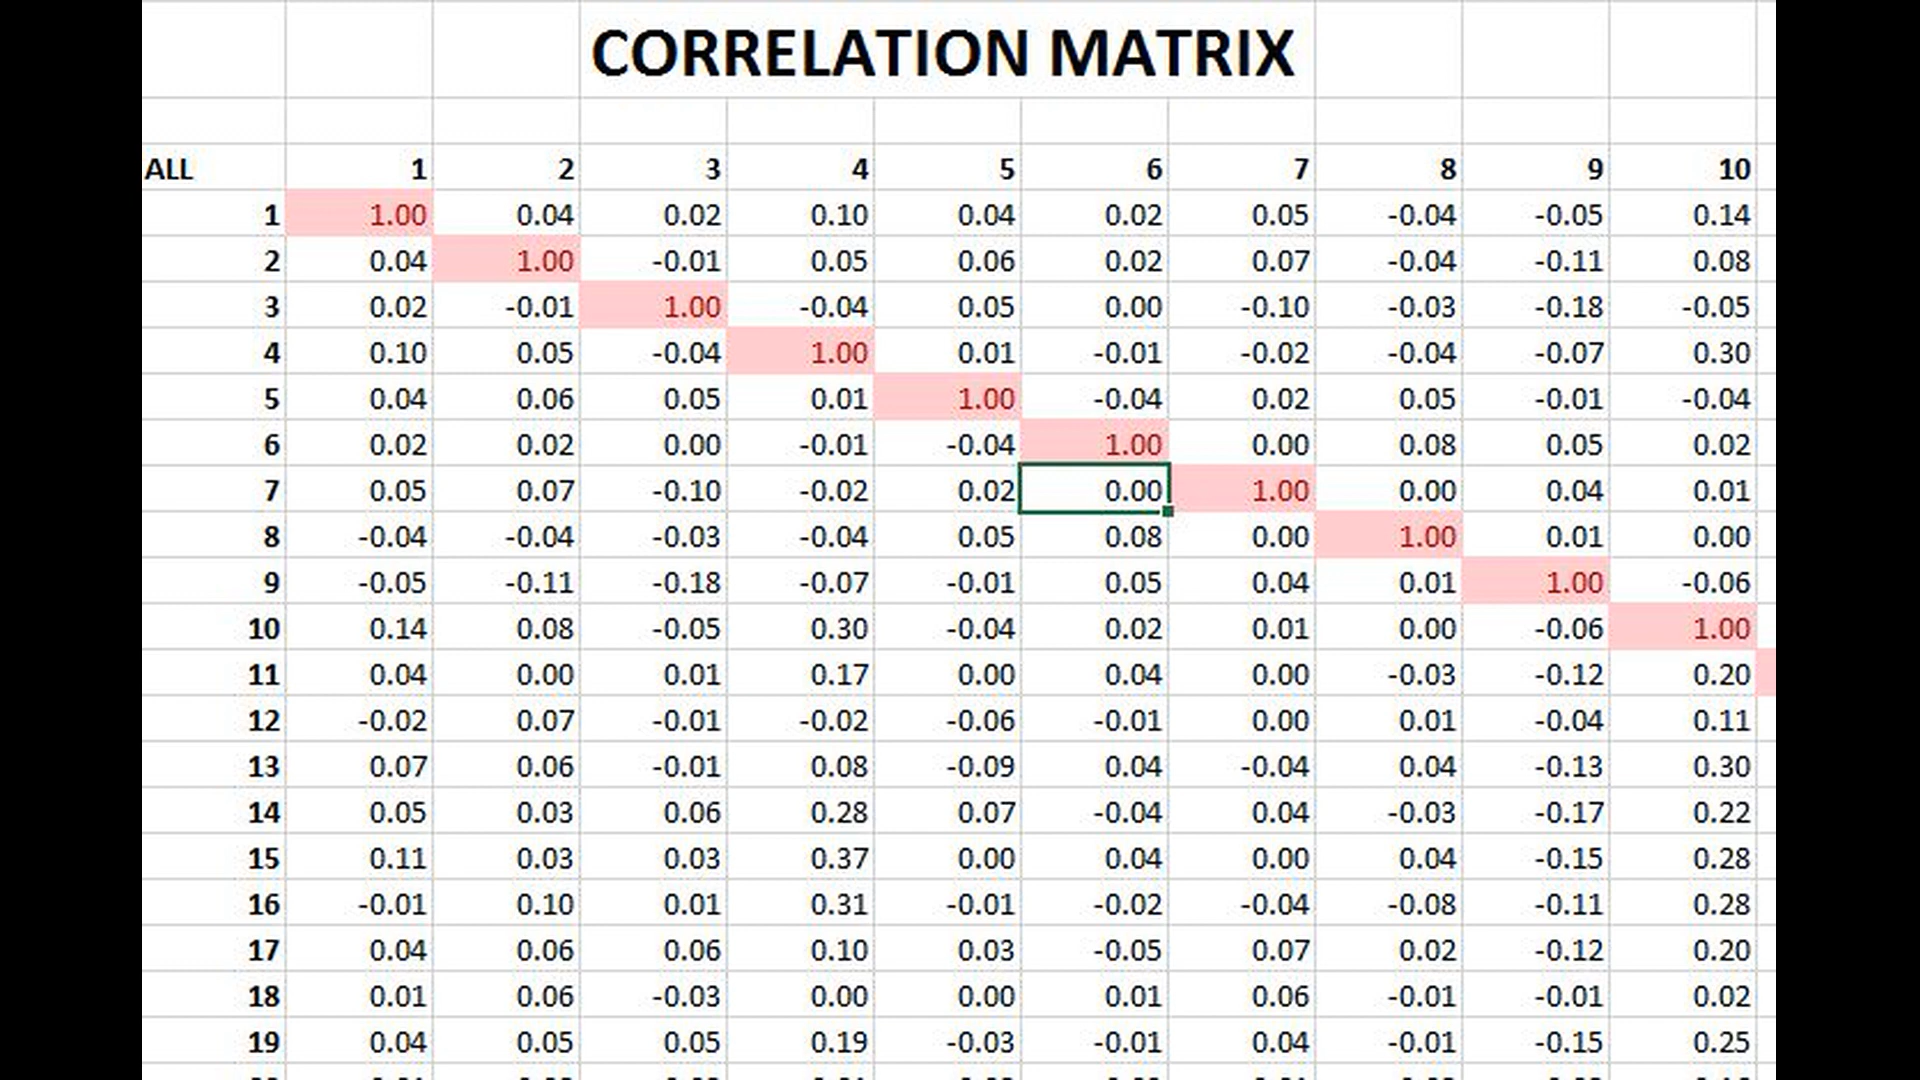 CORRELATION MATRIX
ALL 1 2 3 4 5 6 7 8 9 10
1 1.00 0.04 0.02 0.10 0.04 0.02 0.05 -0.04 -0.05 0.14
2 0.04 1.00 -0.01 0.05 0.06 0.02 0.07 -0.04 -0.11 0.08
3 0.02 -0.01 1.00 -0.04 0.05 0.00 -0.10 -0.03 -0.18 -0.05
4 0.10 0.05 -0.04 1.00 0.01 -0.01 -0.02 -0.04 -0.07 0.30
5 0.04 0.06 0.05 0.01 1.00 -0.04 0.02 0.05 -0.01 -0.04
6 0.02 0.02 0.00 -0.01 -0.04 1.00 0.00 0.08 0.05 0.02
7 0.05 0.07 -0.10 -0.02 0.02 0.00 1.00 0.00 0.04 0.01
8 -0.04 -0.04 -0.03 -0.04 0.05 0.08 0.00 1.00 0.01 0.00
9 -0.05 -0.11 -0.18 -0.07 -0.01 0.05 0.04 0.01 1.00 -0.06
10 0.14 0.08 -0.05 0.30 -0.04 0.02 0.01 0.00 -0.06 1.00
11 0.04 0.00 0.01 0.17 0.00 0.04 0.00 -0.03 -0.12 0.20
12 -0.02 0.07 -0.01 -0.02 -0.06 -0.01 0.00 0.01 -0.04 0.11
13 0.07 0.06 -0.01 0.08 -0.09 0.04 -0.04 0.04 -0.13 0.30
14 0.05 0.03 0.06 0.28 0.07 -0.04 0.04 -0.03 -0.17 0.22
15 0.11 0.03 0.03 0.37 0.00 0.04 0.00 0.04 -0.15 0.28
16 -0.01 0.10 0.01 0.31 -0.01 -0.02 -0.04 -0.08 -0.11 0.28
17 0.04 0.06 0.06 0.10 0.03 -0.05 0.07 0.02 -0.12 0.20
18 0.01 0.06 -0.03 0.00 0.00 0.01 0.06 -0.01 -0.01 0.02
19 0.04 0.05 0.05 0.19 -0.03 -0.01 0.04 -0.01 -0.15 0.25